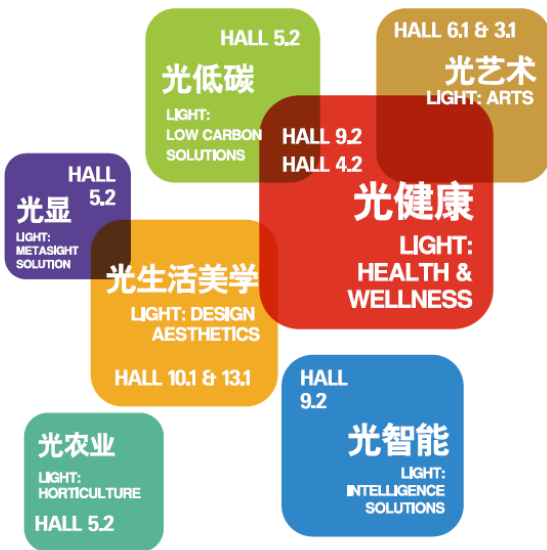 HALL 5.2
光低碳
LIGHT:
LOW CARBON
SOLUTIONS
HALL 6.1 & 3.1
光艺术
LIGHT: ARTS
HALL 9.2
HALL 4.2
光健康
LIGHT:
HEALTH &
WELLNESS
HALL
5.2
光显
LIGHT:
METASIGHT
SOLUTION
光生活美学
LIGHT: DESIGN
AESTHETICS
HALL 10.1 & 13.1
HALL
9.2
光智能
LIGHT:
INTELLIGENCE
SOLUTIONS
光农业
LIGHT:
HORTICULTURE
HALL 5.2